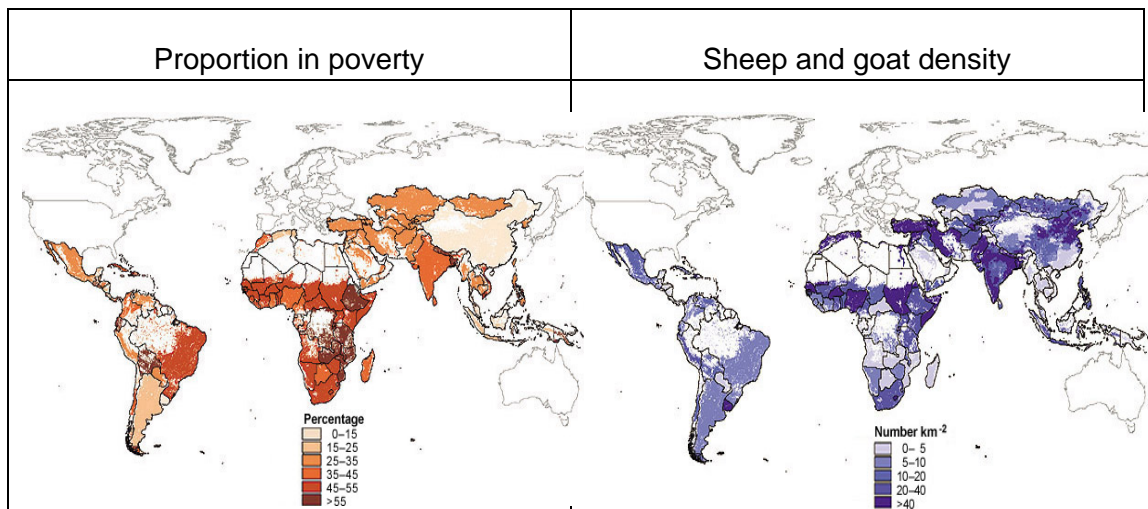 Proportion in poverty
Sheep and goat density
Percentage
0–15
15–25
25–35
35–45
45–55
>55
Number km⁻²
0– 5
5–10
10–20
20–40
>40